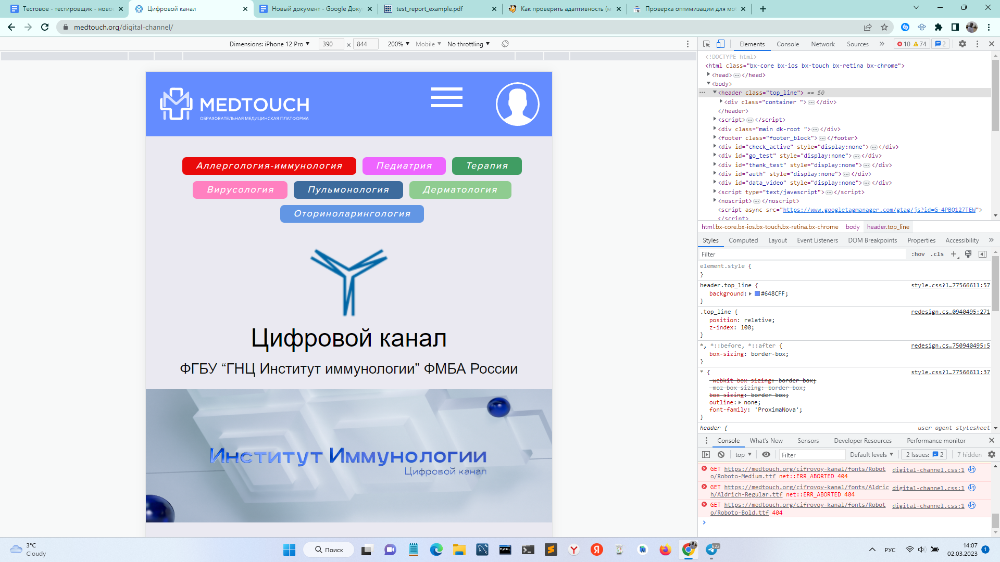 Тестовое - тестировщик - ново
Цифровой канал
Новый документ - Google Доку
test_report_example.pdf
Как проверить адаптивность (м
Проверка оптимизации для мо
medtouch.org/digital-channel/
Dimensions: iPhone 12 Pro
390
x
844
200%
Mobile
No throttling
MEDTOUCH
ОБРАЗОВАТЕЛЬНАЯ МЕДИЦИНСКАЯ ПЛАТФОРМА
Аллергология-иммунология
Педиатрия
Терапия
Вирусология
Пульмонология
Дерматология
Оториноларингология
Цифровой канал
ФГБУ “ГНЦ Институт иммунологии” ФМБА России
Институт Иммунологии
Цифровой канал
Elements
Console
Network
Sources
10
74
2
<!DOCTYPE html>
<html class="bx-core bx-ios bx-touch bx-retina bx-chrome">
<head> </head>
<body>
<header class="top_line"> == $0
<div class="container "> </div>
</header>
<script> </script>
<div class="main dk-root "> </div>
<footer class="footer_block"> </footer>
<div id="check_active" style="display:none"> </div>
<div id="go_test" style="display:none"> </div>
<div id="thank_test" style="display:none"> </div>
<div id="auth" style="display:none"> </div>
<div id="data_video" style="display:none"> </div>
<script type="text/javascript"> </script>
<noscript> </noscript>
<script async src="https://www.googletagmanager.com/gtag/js?id=G-4PBQ127TEW">
</script>
html.bx-core.bx-ios.bx-touch.bx-retina.bx-chrome
body
header.top_line
Styles
Computed
Layout
Event Listeners
DOM Breakpoints
Properties
Accessibility
Filter
:hov
.cls
element.style {
}
header.top_line {
style.css?1…77566611:57
background: #648CFF;
}
.top_line {
redesign.cs…0940495:271
position: relative;
z-index: 100;
}
*, *::before, *::after {
redesign.cs…750940495:5
box-sizing: border-box;
}
* {
style.css?1…77566611:37
-webkit-box-sizing: border-box;
-moz-box-sizing: border-box;
box-sizing: border-box;
outline: none;
font-family: 'ProximaNova';
}
header {
user agent stylesheet
Console
What's New
Sensors
Developer Resources
Performance monitor
top
Filter
Default levels
2 Issues:
2
7 hidden
GET https://medtouch.org/cifrovoy-kanal/fonts/Robot
digital-channel.css:1
o/Roboto-Medium.ttf net::ERR_ABORTED 404
GET https://medtouch.org/cifrovoy-kanal/fonts/Aldric
digital-channel.css:1
h/Aldrich-Regular.ttf net::ERR_ABORTED 404
GET https://medtouch.org/cifrovoy-kanal/fonts/Robot
digital-channel.css:1
o/Roboto-Bold.ttf 404
3°C
Cloudy
Поиск
MySQL
623
РУС
14:07
02.03.2023
1